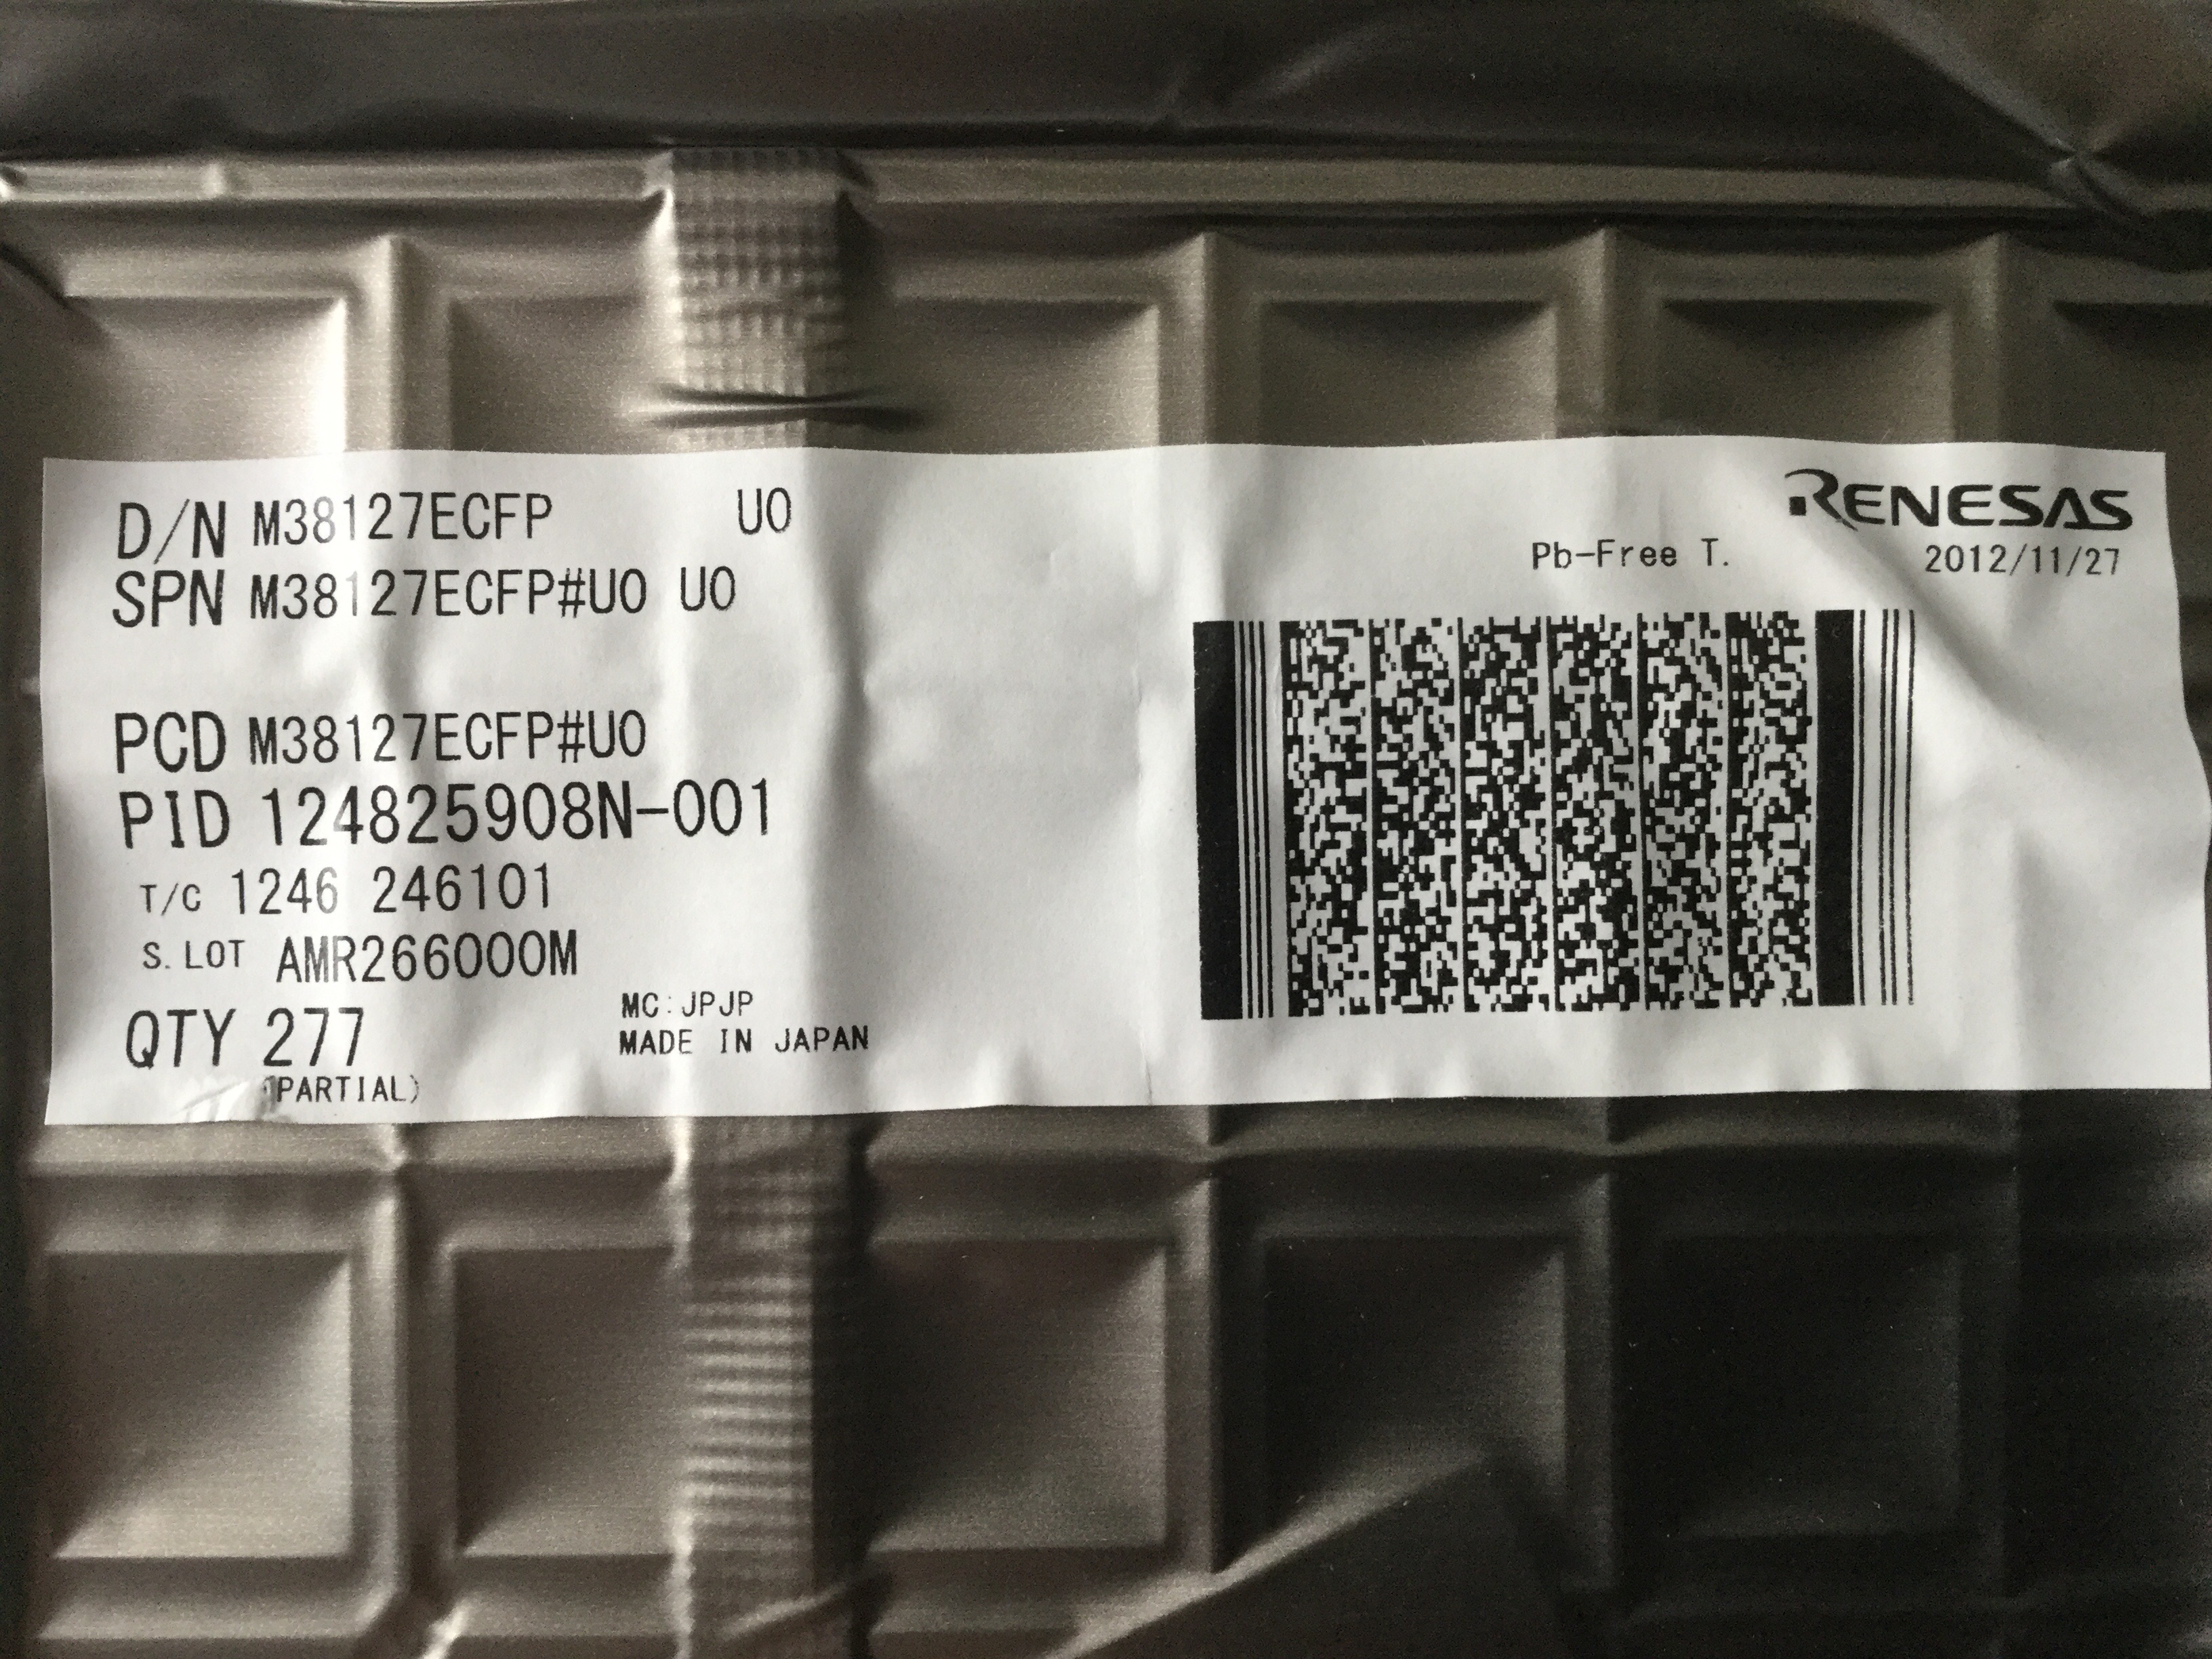 D/N M38127ECFP U0
SPN M38127ECFP#U0 U0
RENESAS
Pb-Free T.
2012/11/27
PCD M38127ECFP#U0
PID 124825908N-001
T/C 1246 246101
S. LOT AMR266000M
QTY 277
(PARTIAL)
MC:JPJP
MADE IN JAPAN